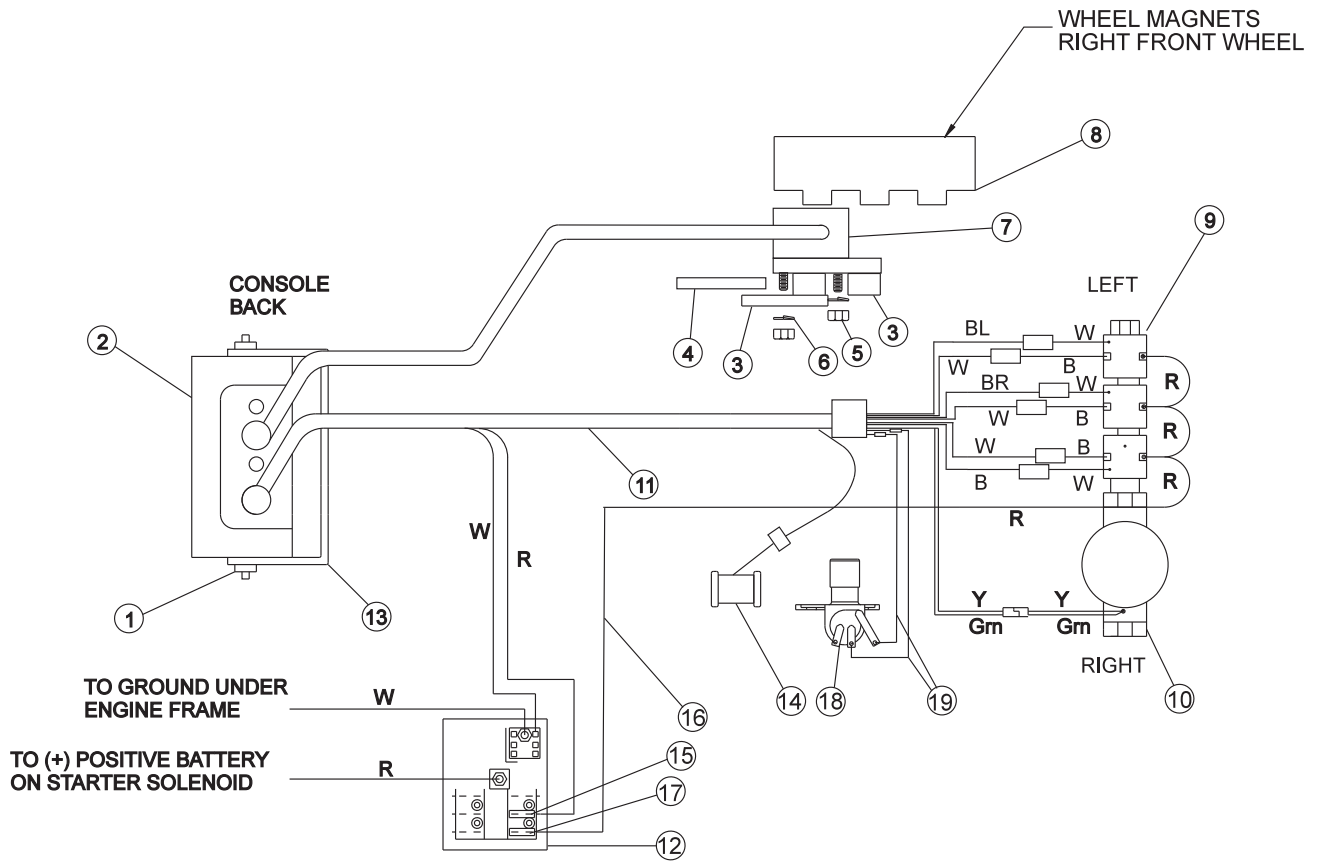 WHEEL MAGNETS
RIGHT FRONT WHEEL
8
7
9
CONSOLE
BACK
LEFT
2
4
3
6
5
3
BL
W
W
B
R
BR
W
W
B
R
W
B
B
W
R
11
W
R
R
1
13
Y
Y
Grn
Grn
RIGHT
14
18
19
10
16
TO GROUND UNDER
ENGINE FRAME
W
TO (+) POSITIVE BATTERY
ON STARTER SOLENOID
R
15
17
12